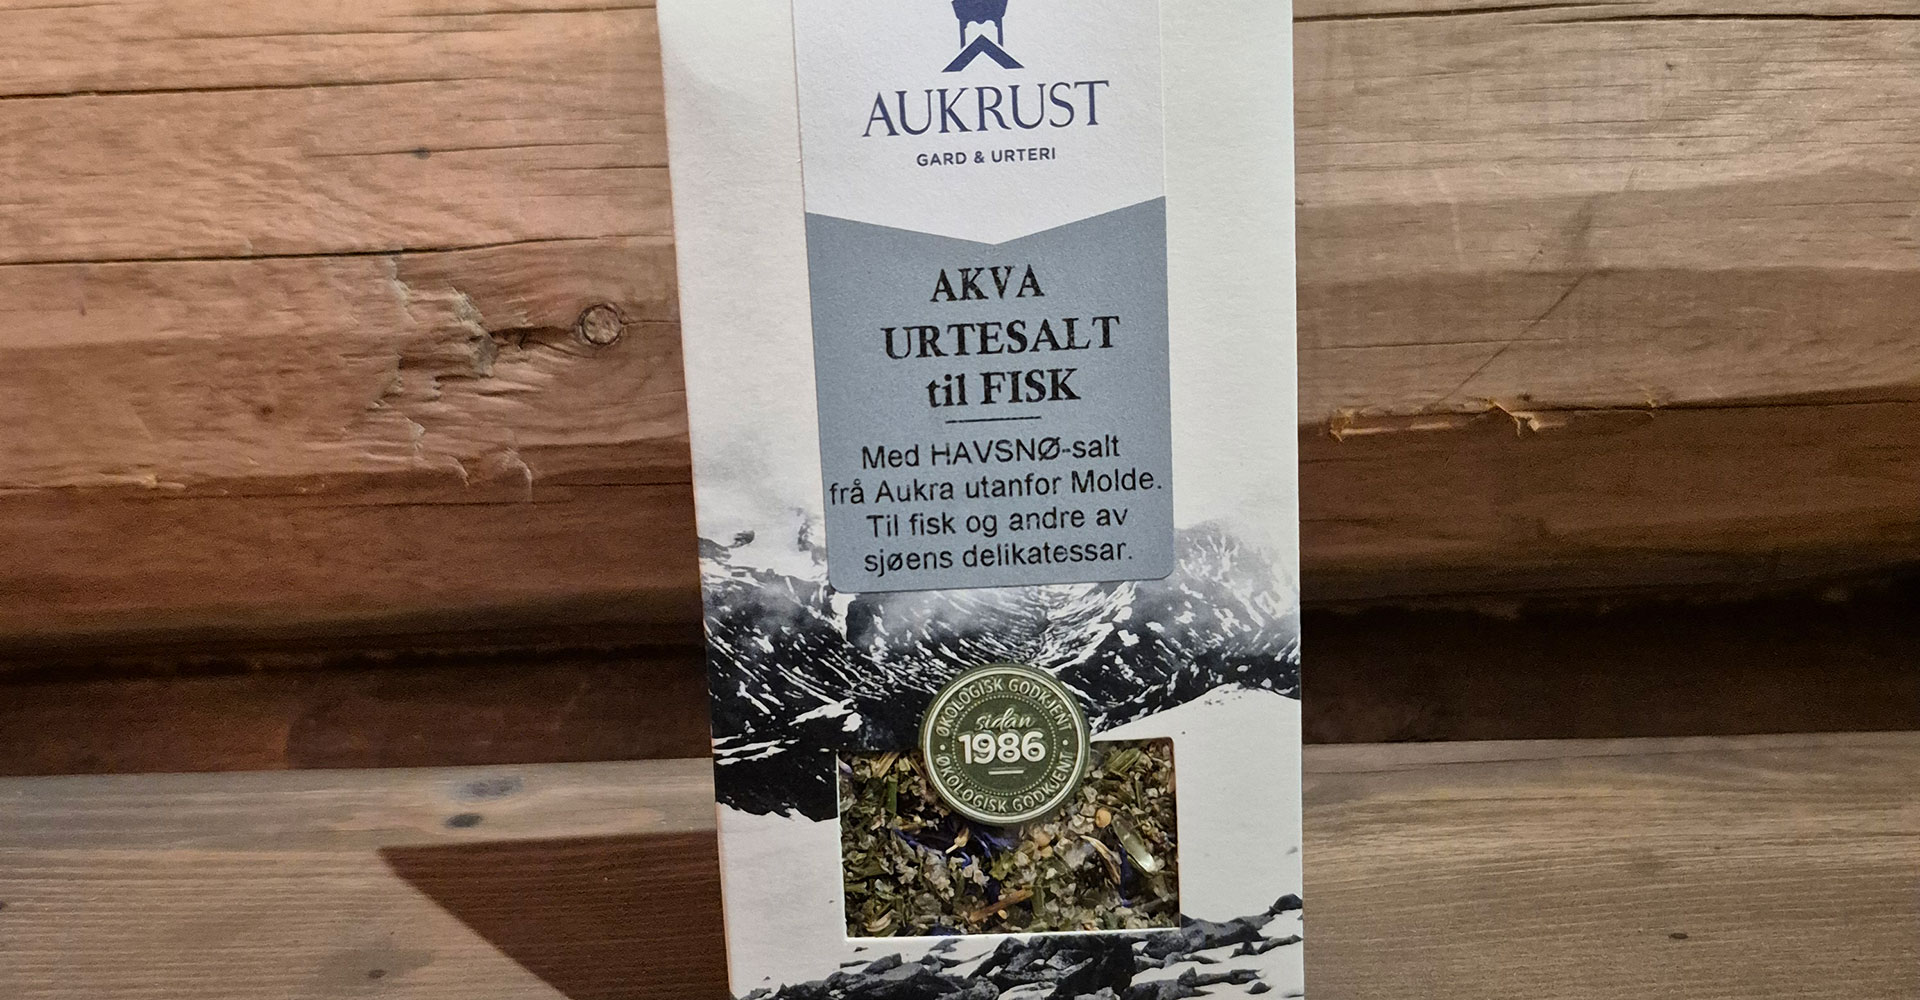 AUKRUST
GARD & URTERI
AKVA
URTESALT
til FISK
Med HAVSNØ-salt
frå Aukra utanfor Molde.
Til fisk og andre av
sjøens delikatessar.
ØKOLOGISK GODKJENT
sidan
1986
ØKOLOGISK GODKJENT